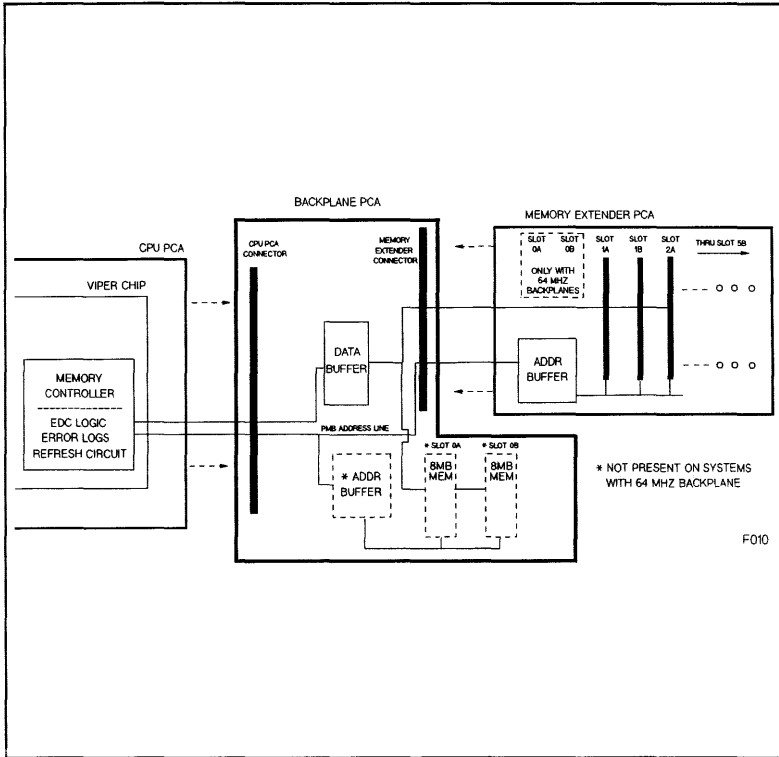 BACKPLANE PCA
CPU PCA
VIPER CHIP
MEMORY
CONTROLLER
EDC LOGIC
ERROR LOGS
REFRESH CIRCUIT
CPU PCA
CONNECTOR
MEMORY
EXTENDER
CONNECTOR
DATA
BUFFER
PMB ADDRESS LINE
* ADDR
BUFFER
* SLOT 0A
* SLOT 0B
8MB
MEM
8MB
MEM
MEMORY EXTENDER PCA
SLOT
0A
SLOT
0B
SLOT
1A
SLOT
1B
SLOT
2A
THRU SLOT 5B
ONLY WITH
64 MHZ
BACKPLANES
ADDR
BUFFER
* NOT PRESENT ON SYSTEMS
WITH 64 MHZ BACKPLANE
F010